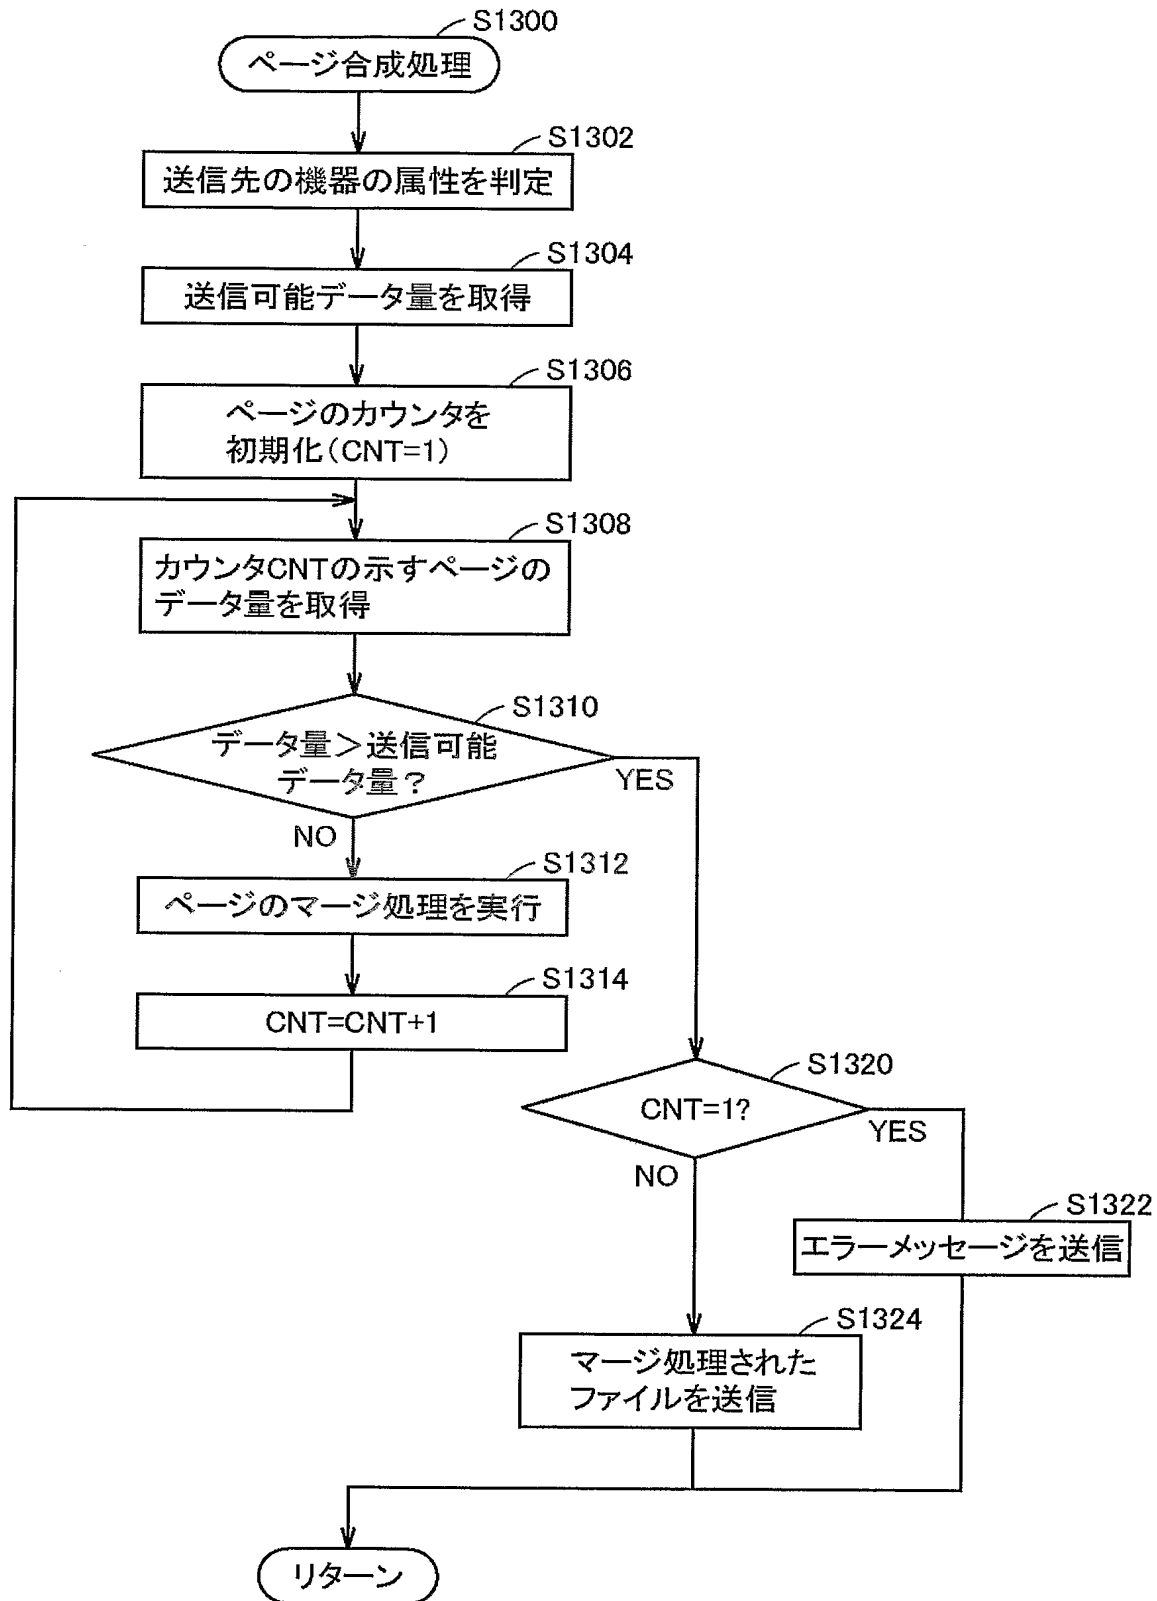 S1300
ページ合成処理
S1302
送信先の機器の属性を判定
S1304
送信可能データ量を取得
S1306
ページのカウンタを
初期化(CNT=1)
S1308
カウンタCNTの示すページの
データ量を取得
S1310
データ量>送信可能
データ量?
YES
NO
S1312
ページのマージ処理を実行
S1314
CNT=CNT+1
S1320
CNT=1?
YES
NO
S1322
エラーメッセージを送信
S1324
マージ処理された
ファイルを送信
リターン